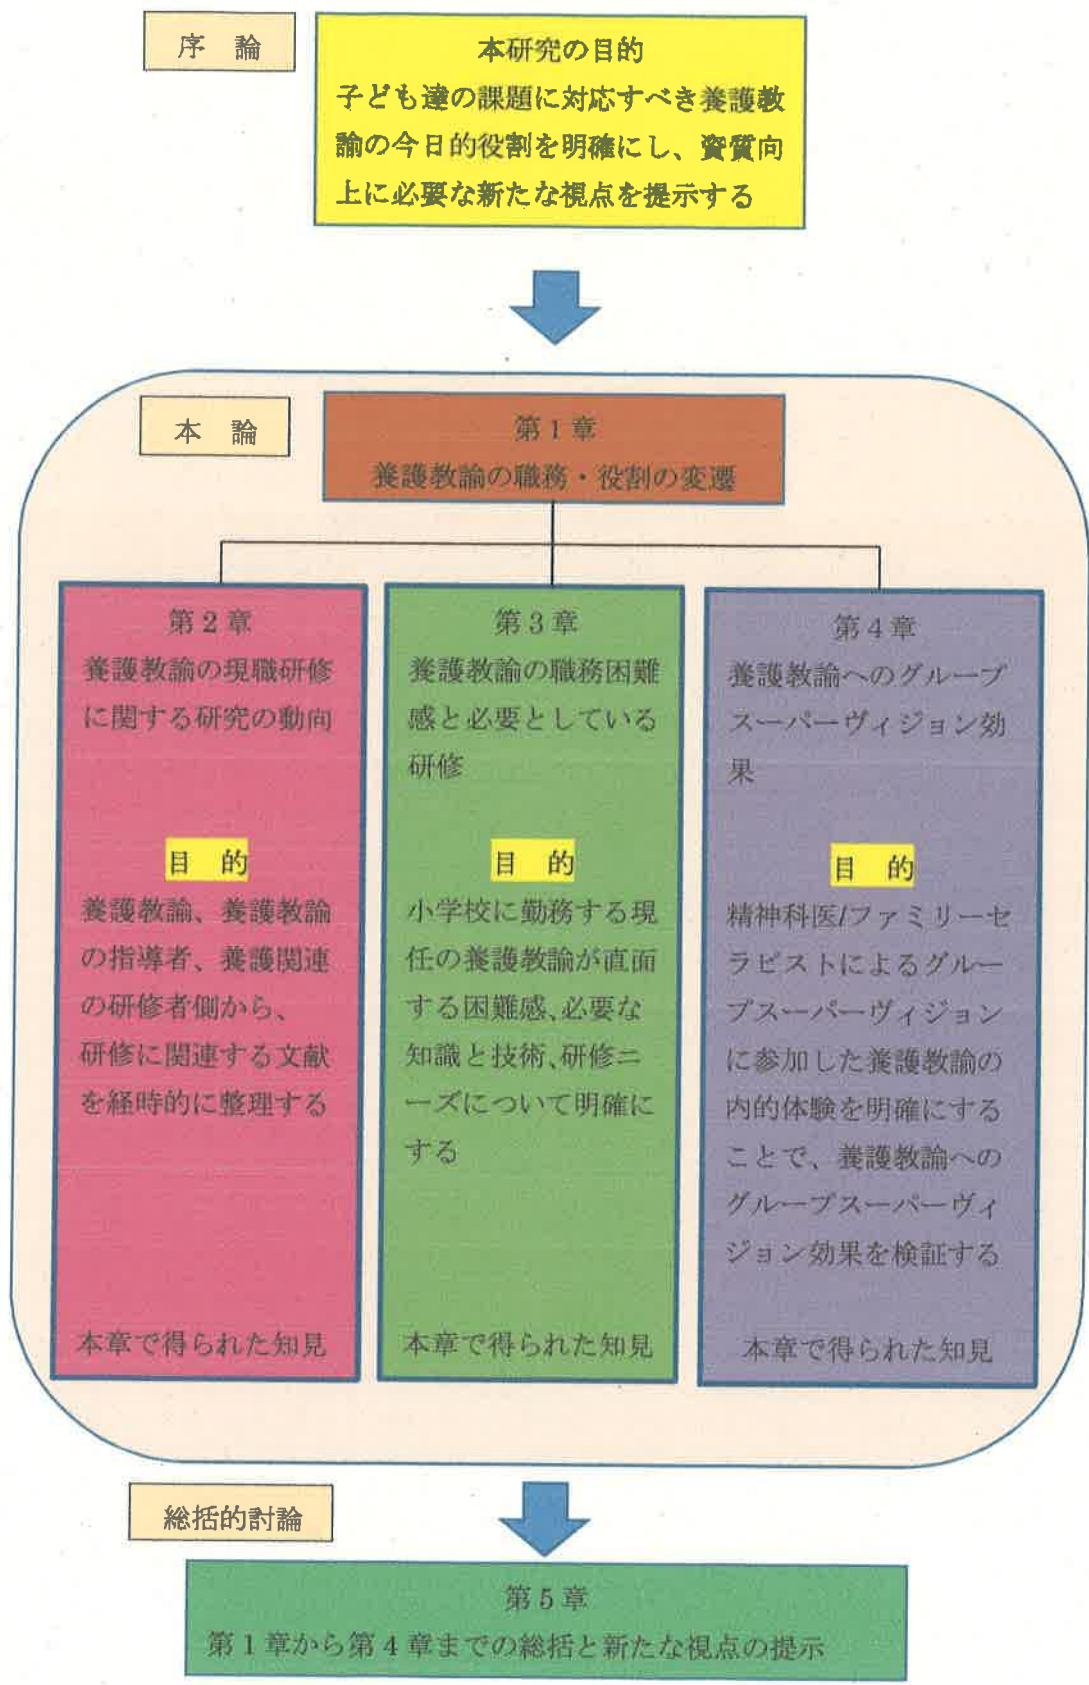 序　論
本研究の目的
子ども達の課題に対応すべき養護教
諭の今日的役割を明確にし、資質向
上に必要な新たな視点を提示する
本　論
第１章
養護教諭の職務・役割の変遷
第２章
養護教諭の現職研修
に関する研究の動向
目　的
養護教諭、養護教諭
の指導者、養護関連
の研修者側から、
研修に関連する文献
を経時的に整理する
本章で得られた知見
第３章
養護教諭の職務困難
感と必要としている
研修
目　的
小学校に勤務する現
任の養護教諭が直面
する困難感、必要な
知識と技術、研修ニ
ーズについて明確に
する
本章で得られた知見
第４章
養護教諭へのグループ
スーパーヴィジョン効
果
目　的
精神科医/ファミリーセ
ラピストによるグルー
プスーパーヴィジョン
に参加した養護教諭の
内的体験を明確にする
ことで、養護教諭への
グループスーパーヴィ
ジョン効果を検証する
本章で得られた知見
総括的討論
第５章
第１章から第４章までの総括と新たな視点の提示